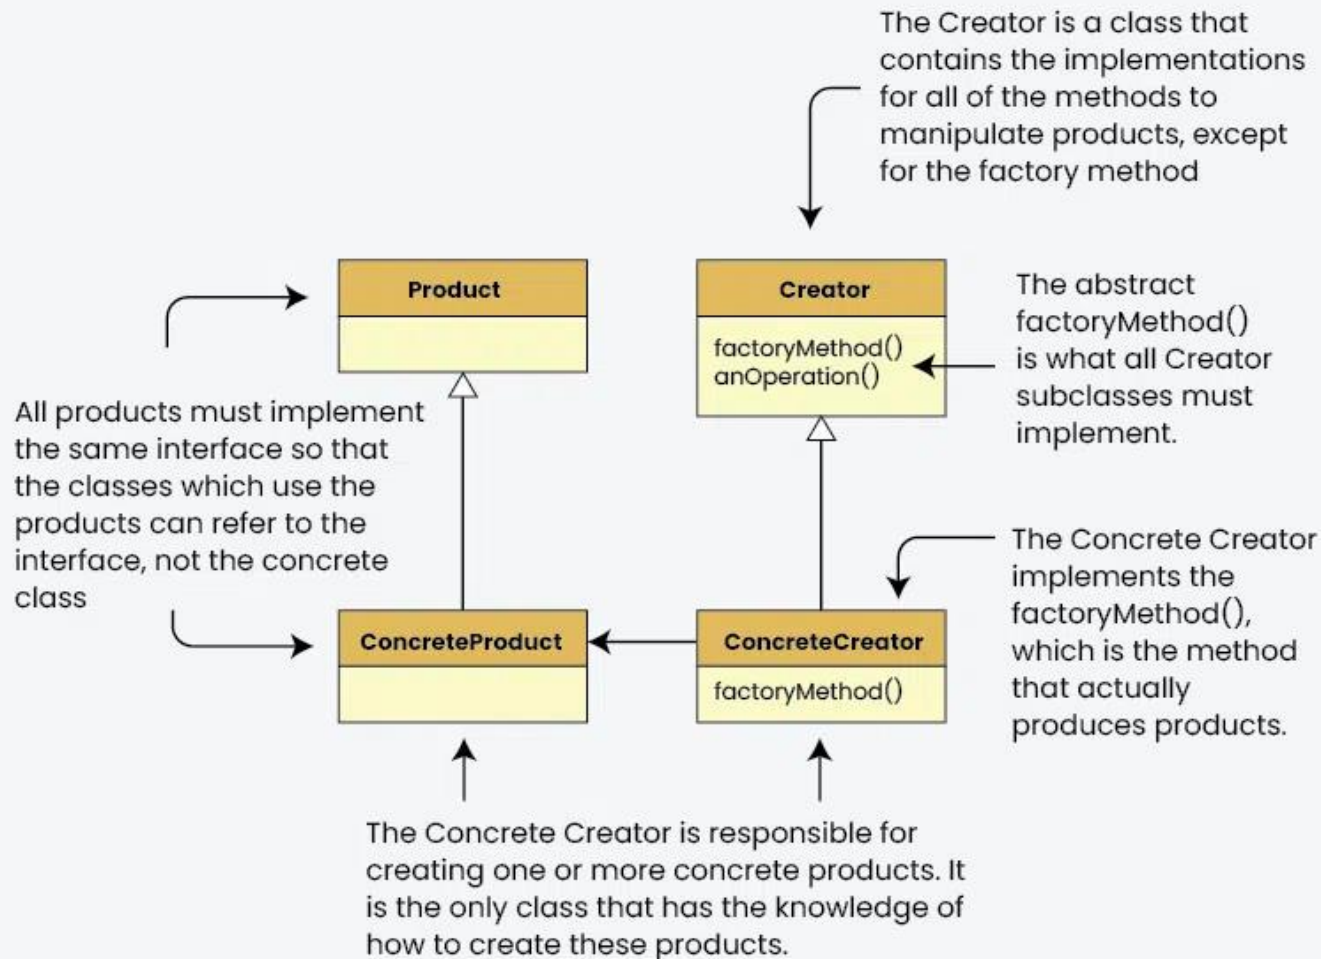 The Creator is a class that
contains the implementations
for all of the methods to
manipulate products, except
for the factory method
Product
Creator
factoryMethod()
anOperation()
The abstract
factoryMethod()
is what all Creator
subclasses must
implement.
All products must implement
the same interface so that
the classes which use the
products can refer to the
interface, not the concrete
class
ConcreteProduct
ConcreteCreator
factoryMethod()
The Concrete Creator
implements the
factoryMethod(),
which is the method
that actually
produces products.
The Concrete Creator is responsible for
creating one or more concrete products. It
is the only class that has the knowledge of
how to create these products.